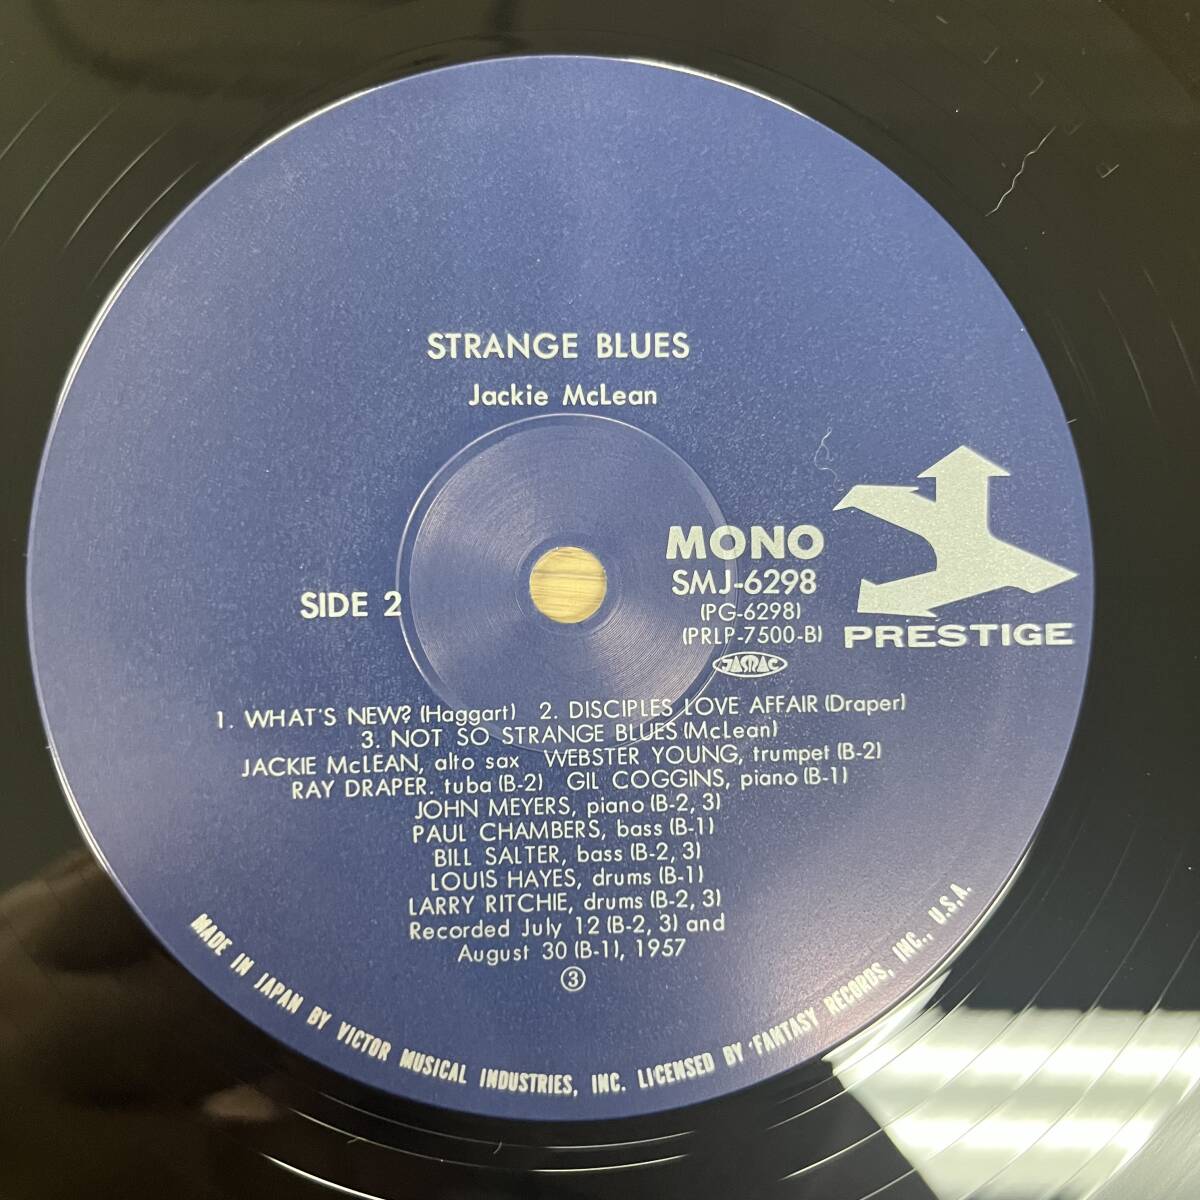 STRANGE BLUES
Jackie McLean
MONO
SMJ-6298
(PG-6298)
(PRLP-7500-B)
JASRAC
PRESTIGE
SIDE 2
1. WHAT'S NEW? (Haggart) 2. DISCIPLES LOVE AFFAIR (Draper)
3. NOT SO STRANGE BLUES (McLean)
JACKIE McLEAN, alto sax WEBSTER YOUNG, trumpet (B-2)
RAY DRAPER. tuba (B-2) GIL COGGINS, piano (B-1)
JOHN MEYERS, piano (B-2, 3)
PAUL CHAMBERS, bass (B-1)
BILL SALTER, bass (B-2, 3)
LOUIS HAYES, drums (B-1)
LARRY RITCHIE, drums (B-2, 3)
Recorded July 12 (B-2, 3) and
August 30 (B-1), 1957
③
MADE IN JAPAN BY VICTOR MUSICAL INDUSTRIES, INC. LICENSED BY FANTASY RECORDS, INC., U.S.A.